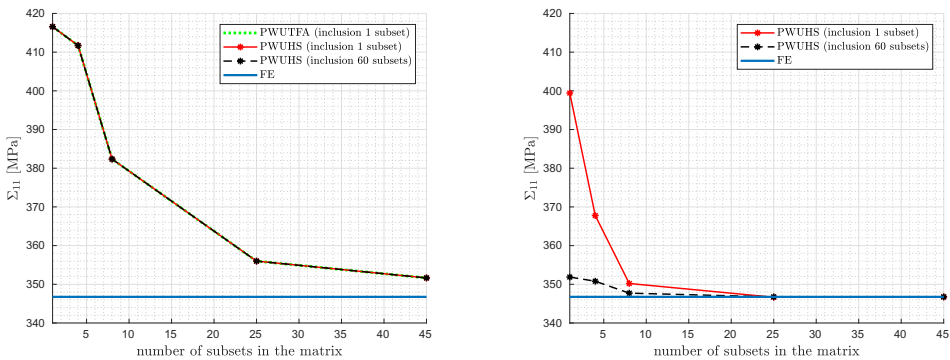 420
410
400
390
380
370
360
350
340
Σ11 [MPa]
5 10 15 20 25 30 35 40 45
number of subsets in the matrix
PWUTFA (inclusion 1 subset)
PWUHS (inclusion 1 subset)
PWUHS (inclusion 60 subsets)
FE
420
410
400
390
380
370
360
350
340
Σ11 [MPa]
5 10 15 20 25 30 35 40 45
number of subsets in the matrix
PWUHS (inclusion 1 subset)
PWUHS (inclusion 60 subsets)
FE